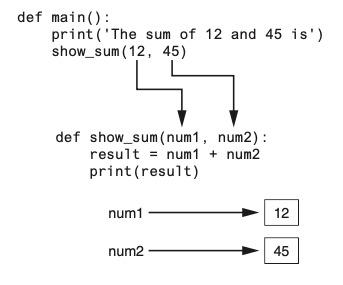 def main():
    print('The sum of 12 and 45 is')
    show_sum(12, 45)
def show_sum(num1, num2):
    result = num1 + num2
    print(result)
num1 12
num2 45